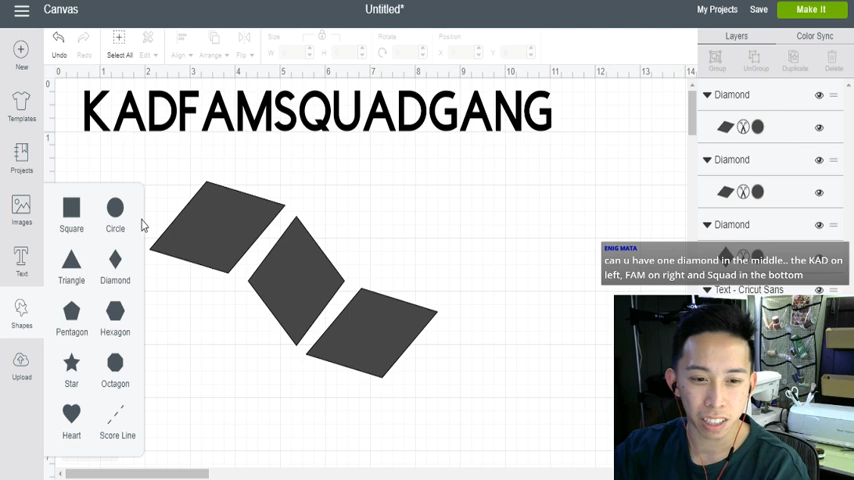 Canvas
Untitled*
My Projects
Save
Make It
New
Undo
Redo
Select All
Edit
Align
Arrange
Flip
Size
W
H
Rotate
Position
X
Y
Layers
Color Sync
Group
UnGroup
Duplicate
Delete
0 1 2 3 4 5 6 7 8 9 10 11 12 13 14
0
1
KADFAMSQUADGANG
Templates
Projects
Images
Text
Shapes
Upload
Square
Circle
Triangle
Diamond
Pentagon
Hexagon
Star
Octagon
Heart
Score Line
Diamond
Diamond
Diamond
ENIG MATA
can u have one diamond in the middle.. the KAD on
left, FAM on right and Squad in the bottom
Text - Cricut Sans